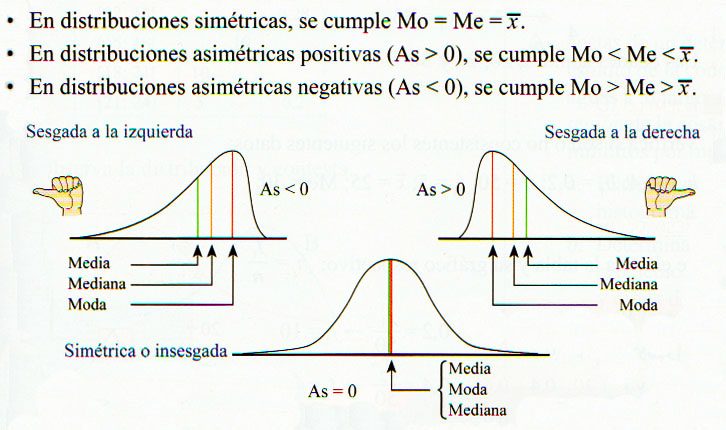 • En distribuciones simétricas, se cumple Mo = Me = x̅.
• En distribuciones asimétricas positivas (As > 0), se cumple Mo < Me < x̅.
• En distribuciones asimétricas negativas (As < 0), se cumple Mo > Me > x̅.
Sesgada a la izquierda
Sesgada a la derecha
As < 0
As > 0
Media
Mediana
Moda
Media
Mediana
Moda
Simétrica o insesgada
As = 0
Media
Moda
Mediana